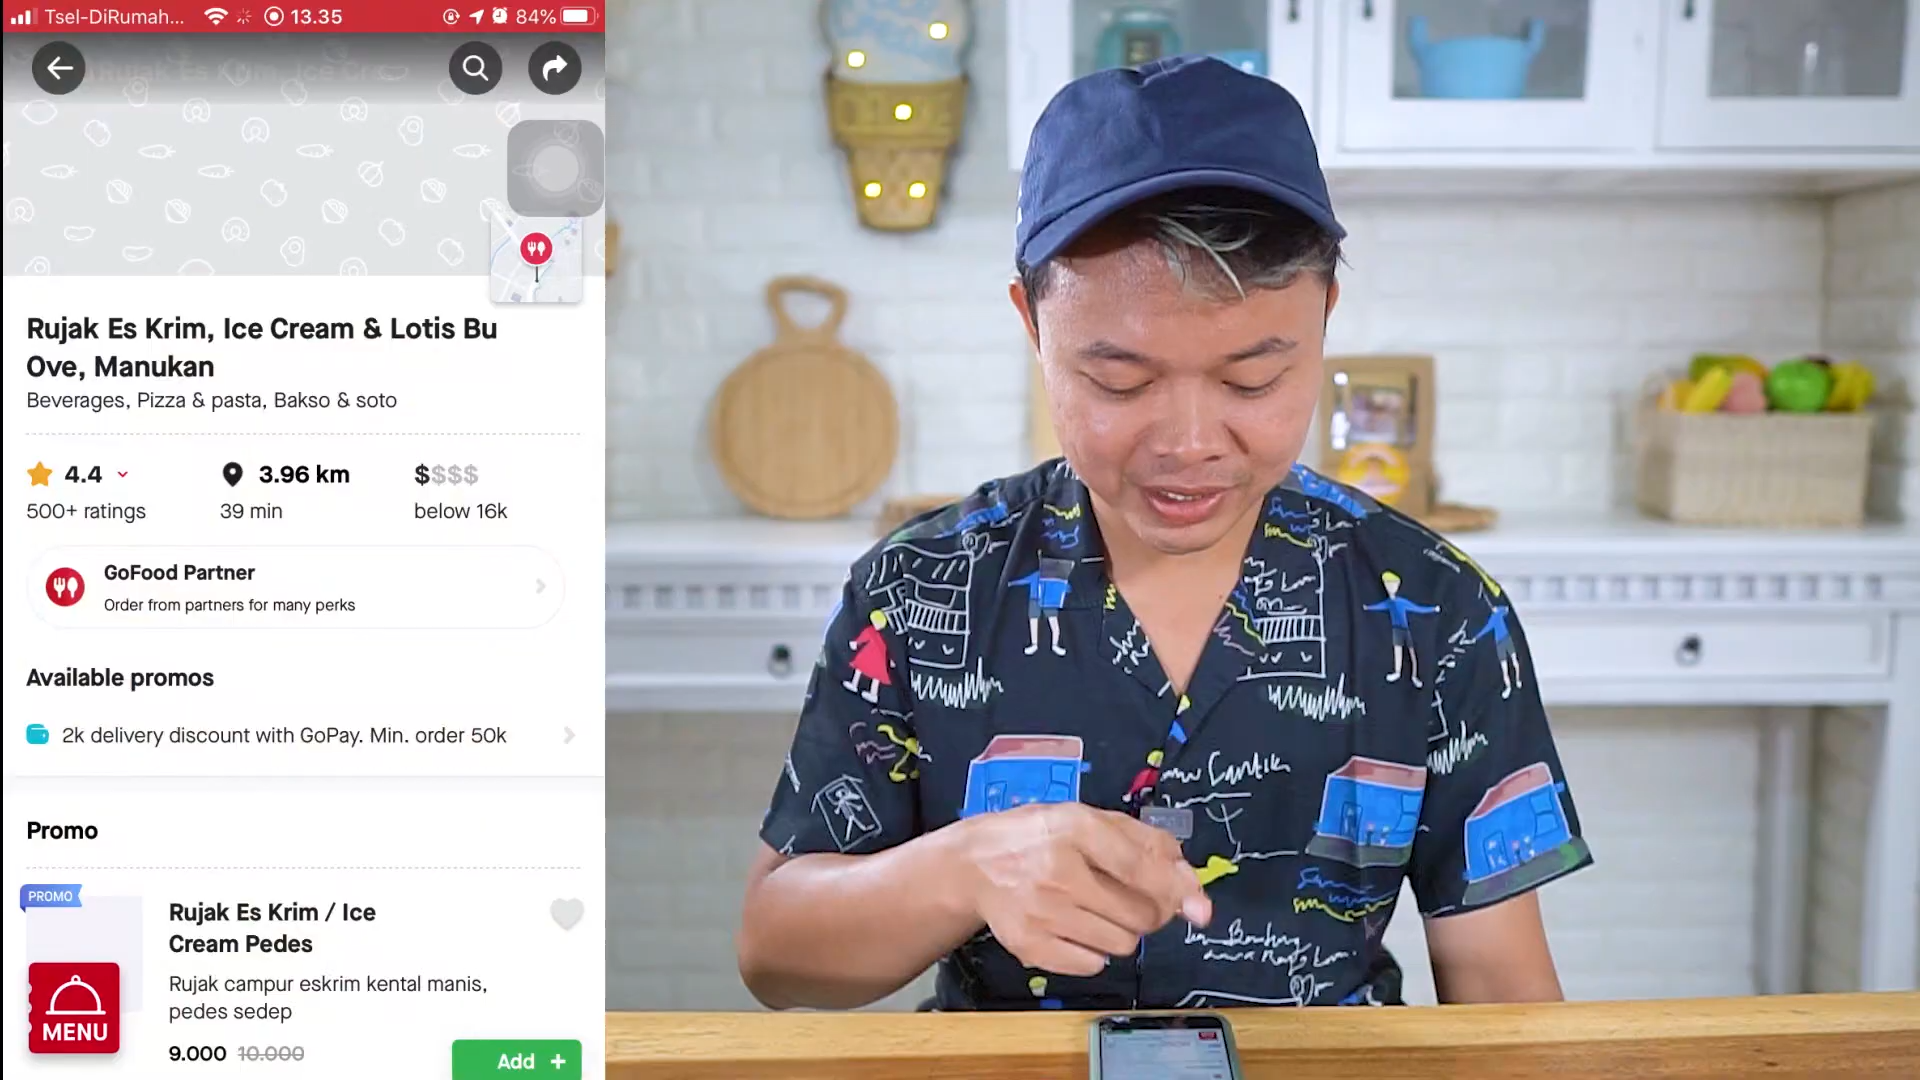 Tsel-DiRumah... 13.35 84%
Rujak Es Krim, Ice Cream & Lotis Bu
Ove, Manukan
Beverages, Pizza & pasta, Bakso & soto
4.4 3.96 km $$$$
500+ ratings 39 min below 16k
GoFood Partner
Order from partners for many perks
Available promos
2k delivery discount with GoPay. Min. order 50k
Promo
PROMO
Rujak Es Krim / Ice
Cream Pedes
Rujak campur eskrim kental manis,
pedes sedep
9.000 10.000
Add +
MENU
Cantik